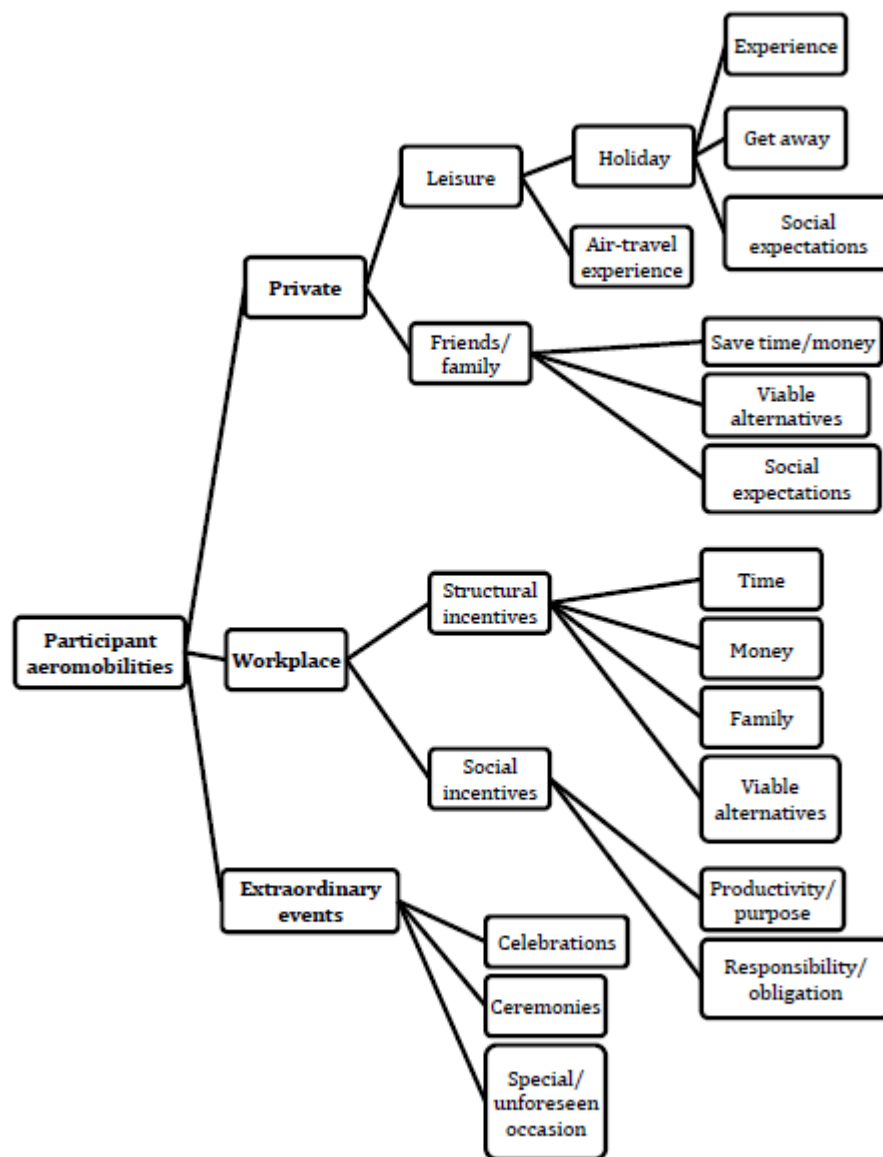 Experience
Get away
Holiday
Leisure
Social
expectations
Air-travel
experience
Private
Friends/
family
Save time/money
Viable
alternatives
Social
expectations
Structural
incentives
Time
Participant
aeromobilities
Workplace
Money
Family
Social
incentives
Viable
alternatives
Extraordinary
events
Productivity/
purpose
Celebrations
Responsibility/
obligation
Ceremonies
Special/
unforeseen
occasion